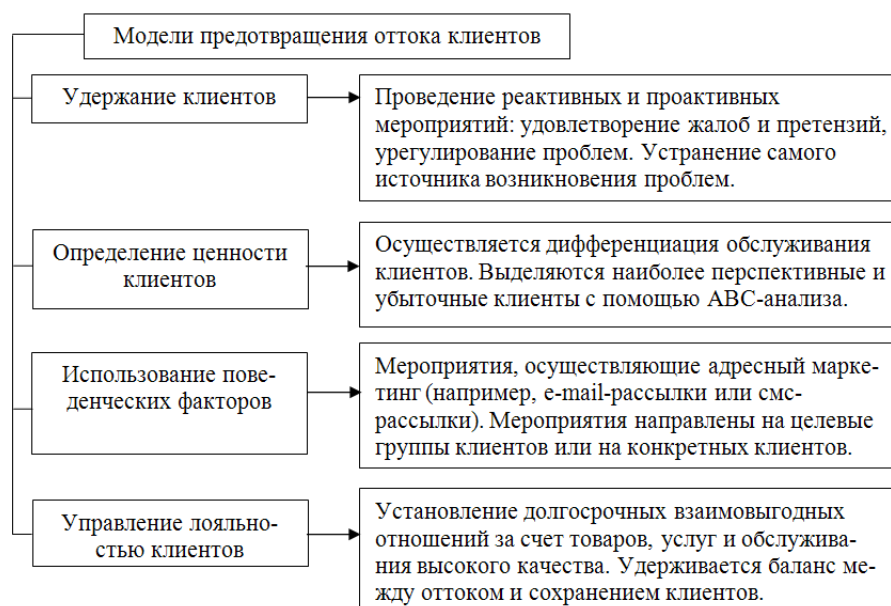 Модели предотвращения оттока клиентов
Удержание клиентов
Проведение реактивных и проактивных
мероприятий: удовлетворение жалоб и претензий,
урегулирование проблем. Устранение самого
источника возникновения проблем.
Определение ценности
клиентов
Осуществляется дифференциация обслуживания
клиентов. Выделяются наиболее перспективные и
убыточные клиенты с помощью АВС-анализа.
Использование пове-
денческих факторов
Мероприятия, осуществляющие адресный марке-
тинг (например, e-mail-рассылки или смс-
рассылки). Мероприятия направлены на целевые
группы клиентов или на конкретных клиентов.
Управление лояльно-
стью клиентов
Установление долгосрочных взаимовыгодных
отношений за счет товаров, услуг и обслужива-
ния высокого качества. Удерживается баланс ме-
жду оттоком и сохранением клиентов.